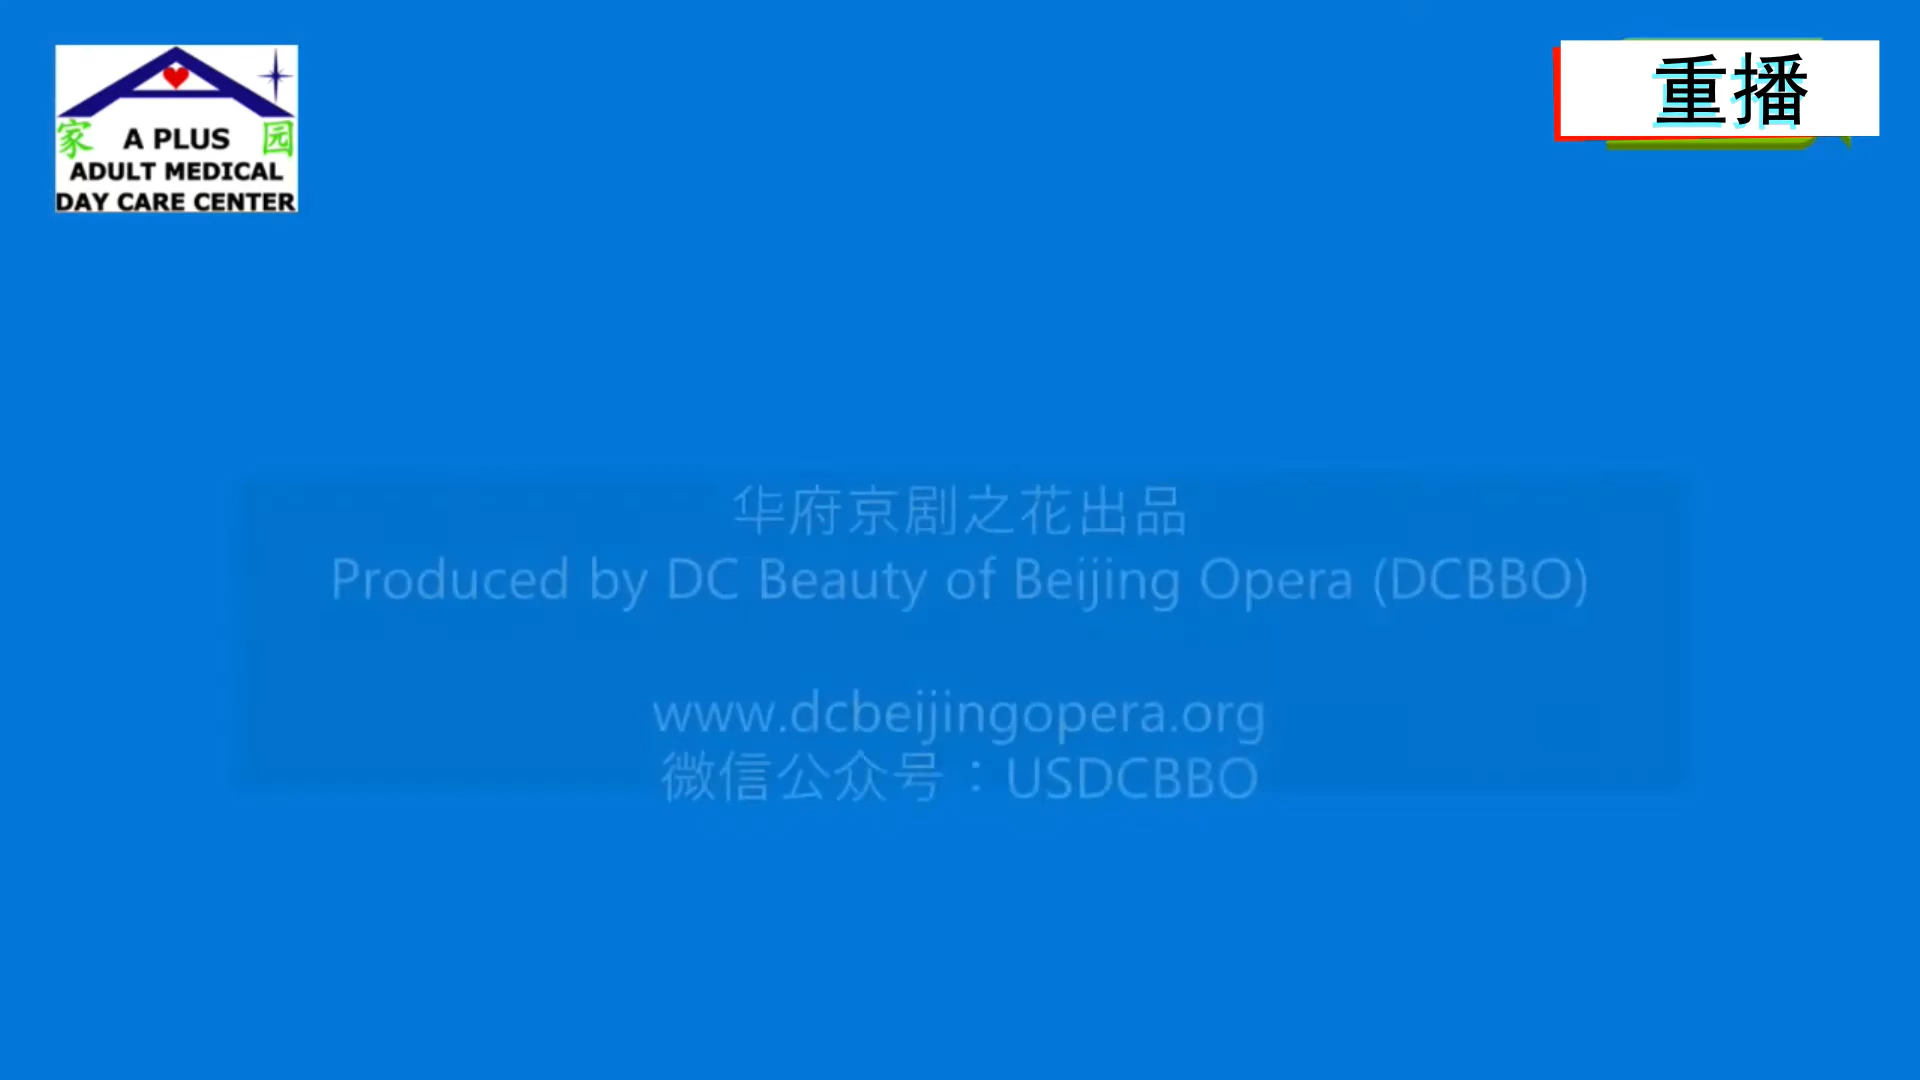 家 A PLUS 园
ADULT MEDICAL
DAY CARE CENTER
重播
华府京剧之花出品
Produced by DC Beauty of Beijing Opera (DCBBO)
www.dcbeijingopera.org
微信公众号：USDCBBO